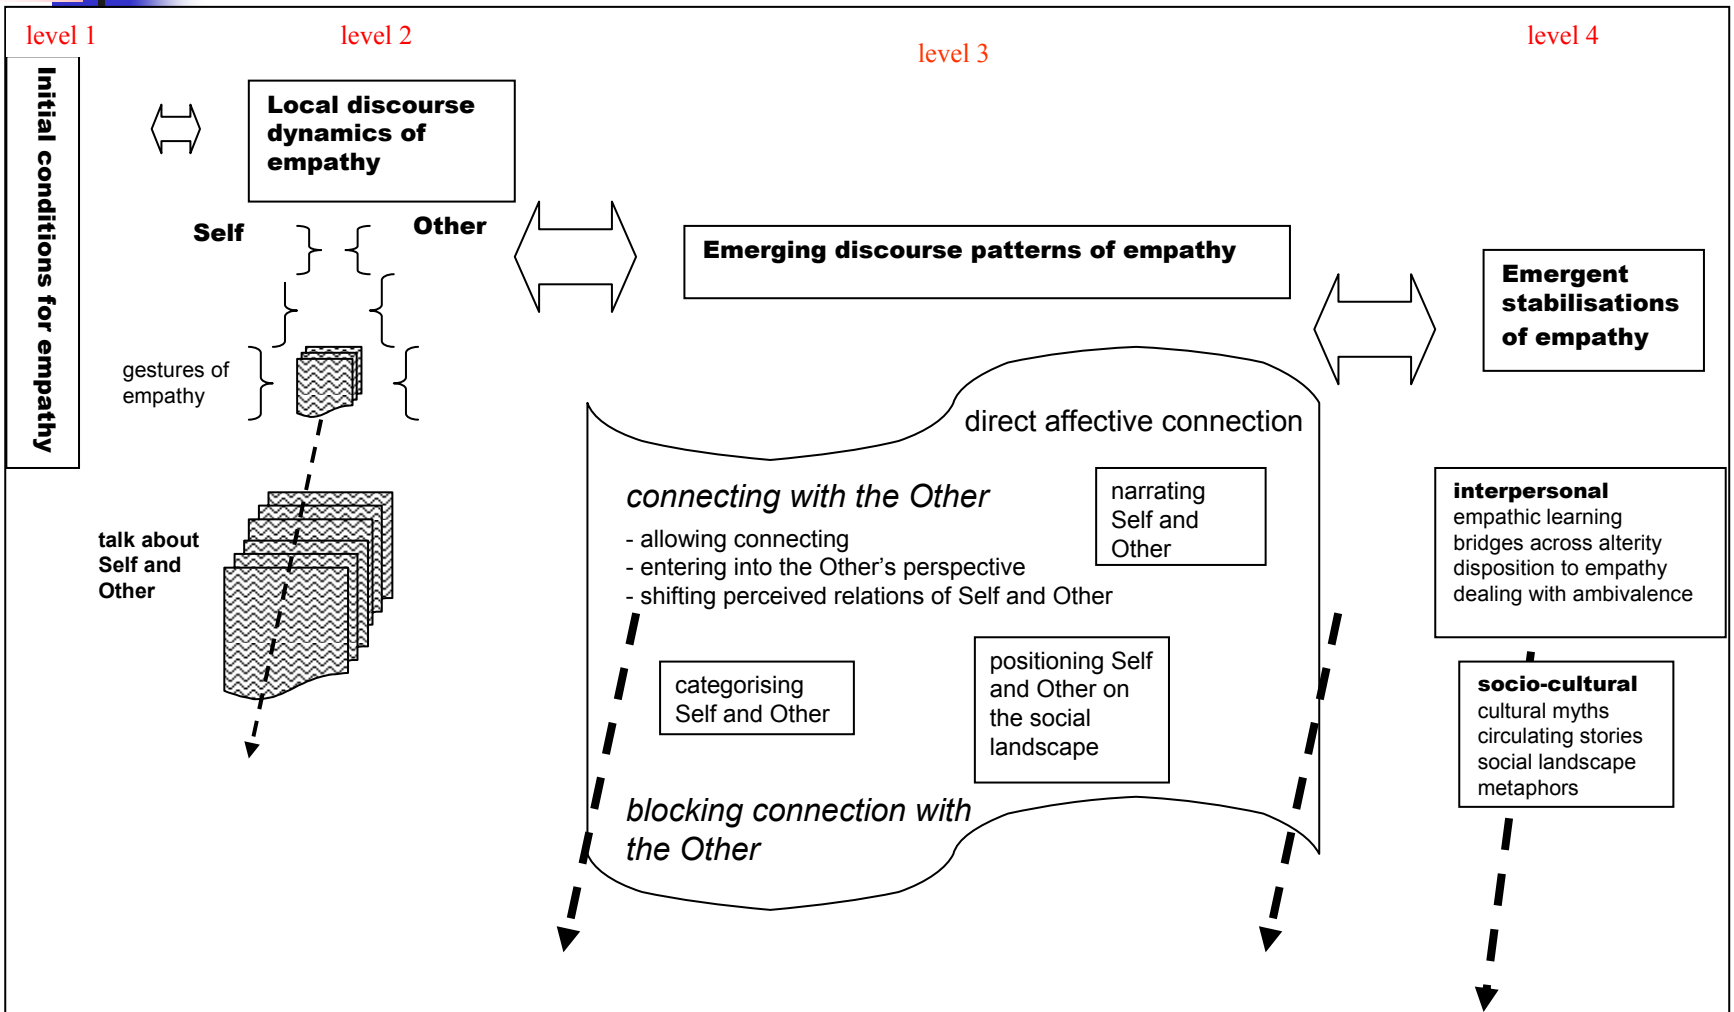 level 1
level 2
level 3
level 4
Initial conditions for empathy
Local discourse
dynamics of
empathy
Self
Other
gestures of
empathy
talk about
Self and
Other
Emerging discourse patterns of empathy
direct affective connection
connecting with the Other
- allowing connecting
- entering into the Other's perspective
- shifting perceived relations of Self and Other
narrating
Self and
Other
categorising
Self and Other
positioning Self
and Other on
the social
landscape
blocking connection with
the Other
Emergent
stabilisations
of empathy
interpersonal
empathic learning
bridges across alterity
disposition to empathy
dealing with ambivalence
socio-cultural
cultural myths
circulating stories
social landscape
metaphors